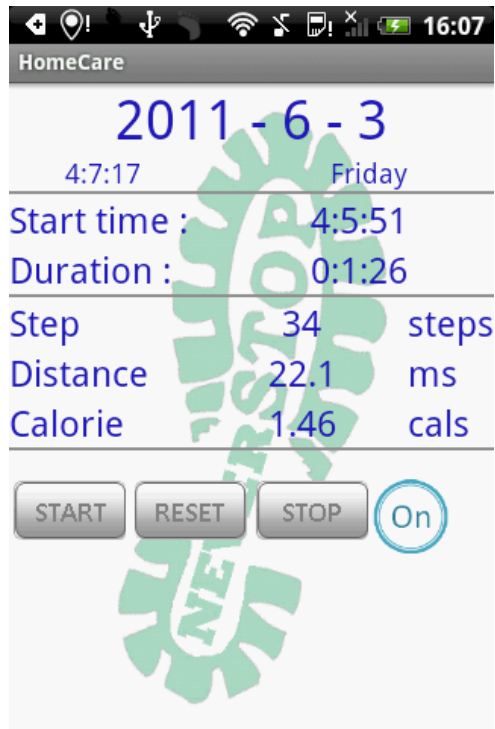 16:07
HomeCare
2011 - 6 - 3
4:7:17 Friday
Start time : 4:5:51
Duration : 0:1:26
Step 34 steps
Distance 22.1 ms
Calorie 1.46 cals
START RESET STOP On
NEVERSTOP